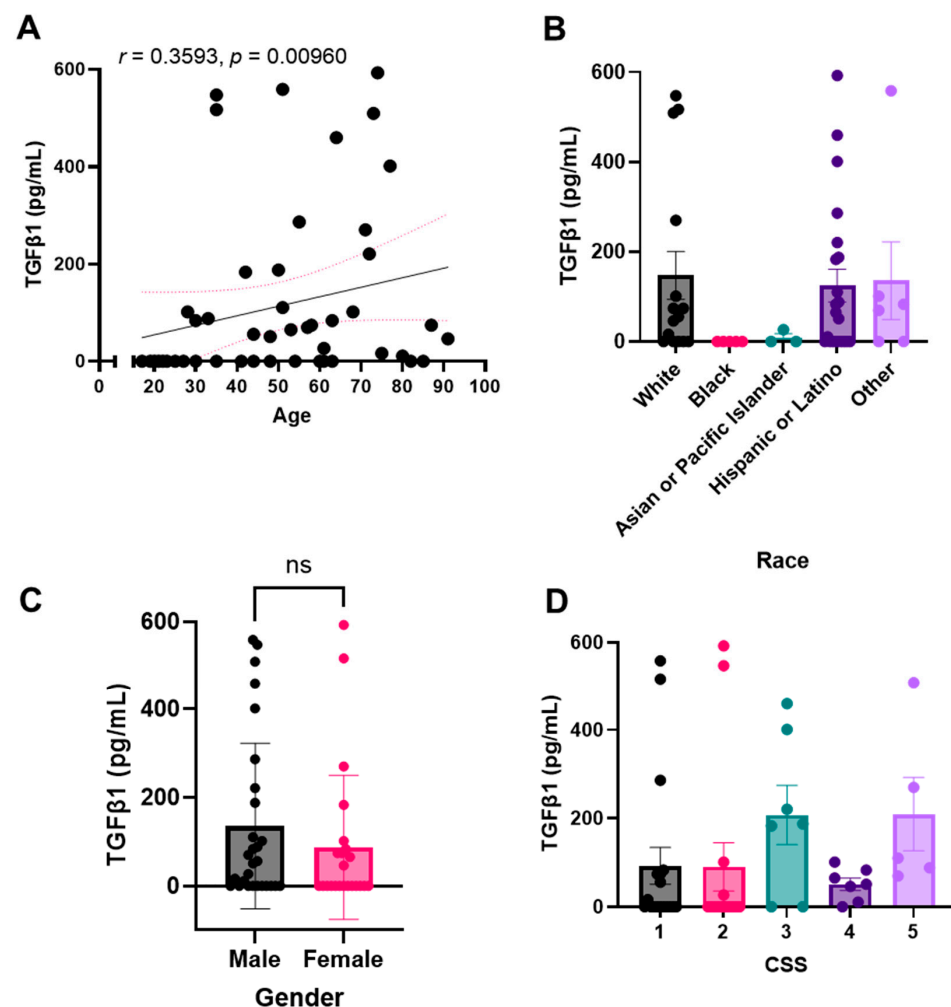 A
r = 0.3593, p = 0.00960
TGFβ1 (pg/mL)
600
400
200
0
0 20 30 40 50 60 70 80 90 100
Age
B
TGFβ1 (pg/mL)
600
400
200
0
White
Black
Asian or Pacific Islander
Hispanic or Latino
Other
Race
C
ns
TGFβ1 (pg/mL)
600
400
200
0
Male Female
Gender
D
TGFβ1 (pg/mL)
600
400
200
0
1 2 3 4 5
CSS